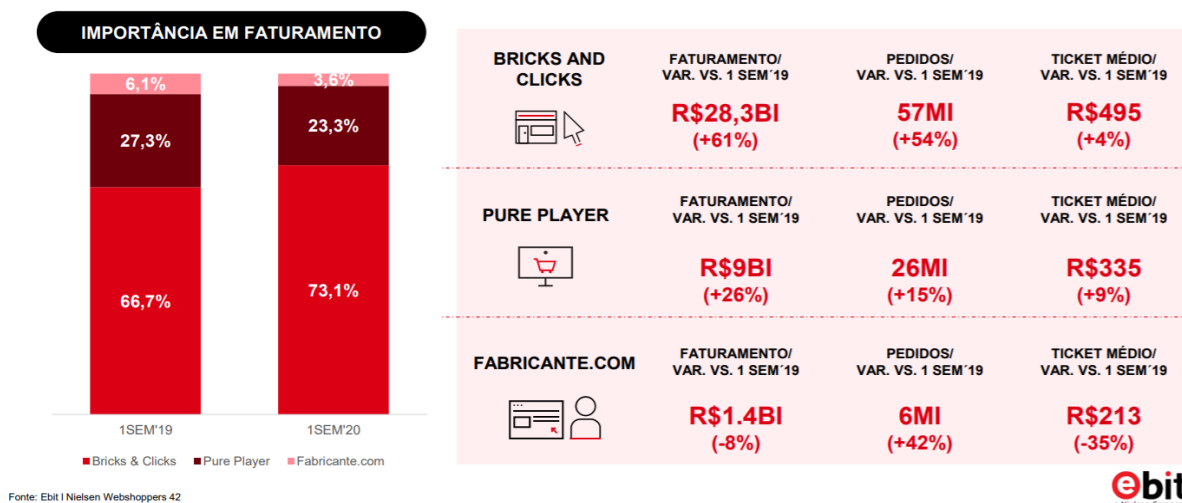 IMPORTÂNCIA EM FATURAMENTO
6,1%
27,3%
66,7%
3,6%
23,3%
73,1%
1SEM'19
1SEM'20
Bricks & Clicks
Pure Player
Fabricante.com
BRICKS AND
CLICKS
FATURAMENTO/
VAR. VS. 1 SEM´19
R$28,3BI
(+61%)
PEDIDOS/
VAR. VS. 1 SEM´19
57MI
(+54%)
TICKET MÉDIO/
VAR. VS. 1 SEM´19
R$495
(+4%)
PURE PLAYER
FATURAMENTO/
VAR. VS. 1 SEM´19
R$9BI
(+26%)
PEDIDOS/
VAR. VS. 1 SEM´19
26MI
(+15%)
TICKET MÉDIO/
VAR. VS. 1 SEM´19
R$335
(+9%)
FABRICANTE.COM
FATURAMENTO/
VAR. VS. 1 SEM´19
R$1.4BI
(-8%)
PEDIDOS/
VAR. VS. 1 SEM´19
6MI
(+42%)
TICKET MÉDIO/
VAR. VS. 1 SEM´19
R$213
(-35%)
Fonte: Ebit I Nielsen Webshoppers 42
ebit